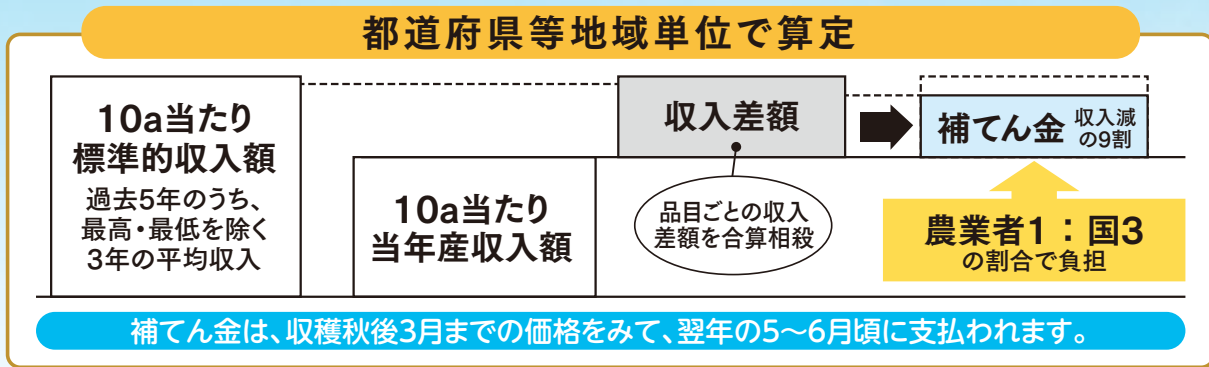 都道府県等地域単位で算定
10a当たり
標準的収入額
過去5年のうち、
最高・最低を除く
3年の平均収入
10a当たり
当年産収入額
収入差額
品目ごとの収入
差額を合算相殺
補てん金 収入減
の9割
農業者1：国3
の割合で負担
補てん金は、収穫秋後3月までの価格をみて、翌年の5～6月頃に支払われます。